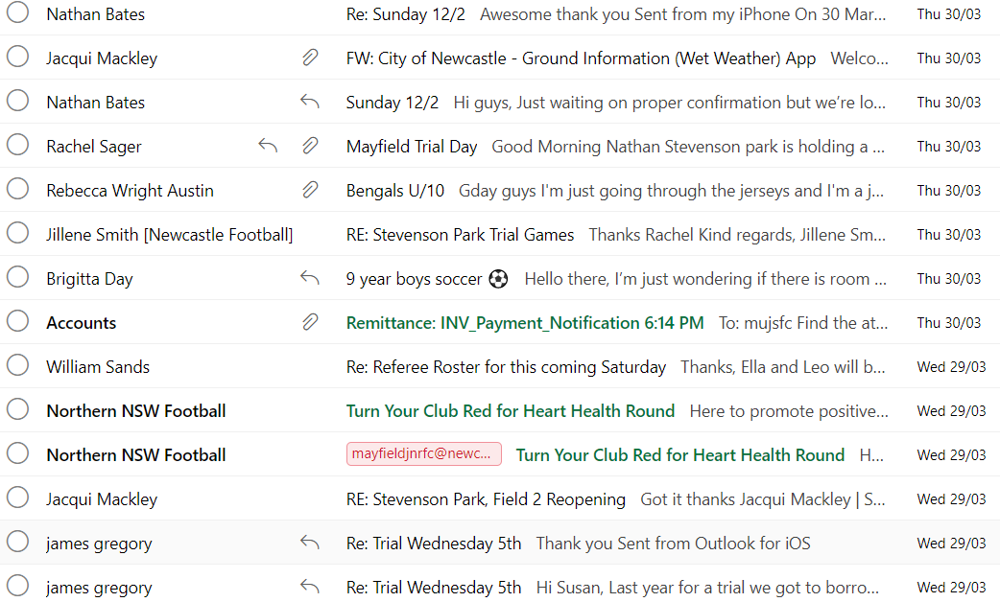 Nathan Bates Re: Sunday 12/2 Awesome thank you Sent from my iPhone On 30 Mar... Thu 30/03
Jacqui Mackley FW: City of Newcastle - Ground Information (Wet Weather) App Welco... Thu 30/03
Nathan Bates Sunday 12/2 Hi guys, Just waiting on proper confirmation but we're lo... Thu 30/03
Rachel Sager Mayfield Trial Day Good Morning Nathan Stevenson park is holding a ... Thu 30/03
Rebecca Wright Austin Bengals U/10 Gday guys I'm just going through the jerseys and I'm a j... Thu 30/03
Jillene Smith [Newcastle Football] RE: Stevenson Park Trial Games Thanks Rachel Kind regards, Jillene Sm... Thu 30/03
Brigitta Day 9 year boys soccer ⚽ Hello there, I'm just wondering if there is room ... Thu 30/03
Accounts Remittance: INV_Payment_Notification 6:14 PM To: mujsfc Find the at... Thu 30/03
William Sands Re: Referee Roster for this coming Saturday Thanks, Ella and Leo will b... Wed 29/03
Northern NSW Football Turn Your Club Red for Heart Health Round Here to promote positive... Wed 29/03
Northern NSW Football mayfieldjnrfc@newc... Turn Your Club Red for Heart Health Round H... Wed 29/03
Jacqui Mackley RE: Stevenson Park, Field 2 Reopening Got it thanks Jacqui Mackley | S... Wed 29/03
james gregory Re: Trial Wednesday 5th Thank you Sent from Outlook for iOS Wed 29/03
james gregory Re: Trial Wednesday 5th Hi Susan, Last year for a trial we got to borro... Wed 29/03